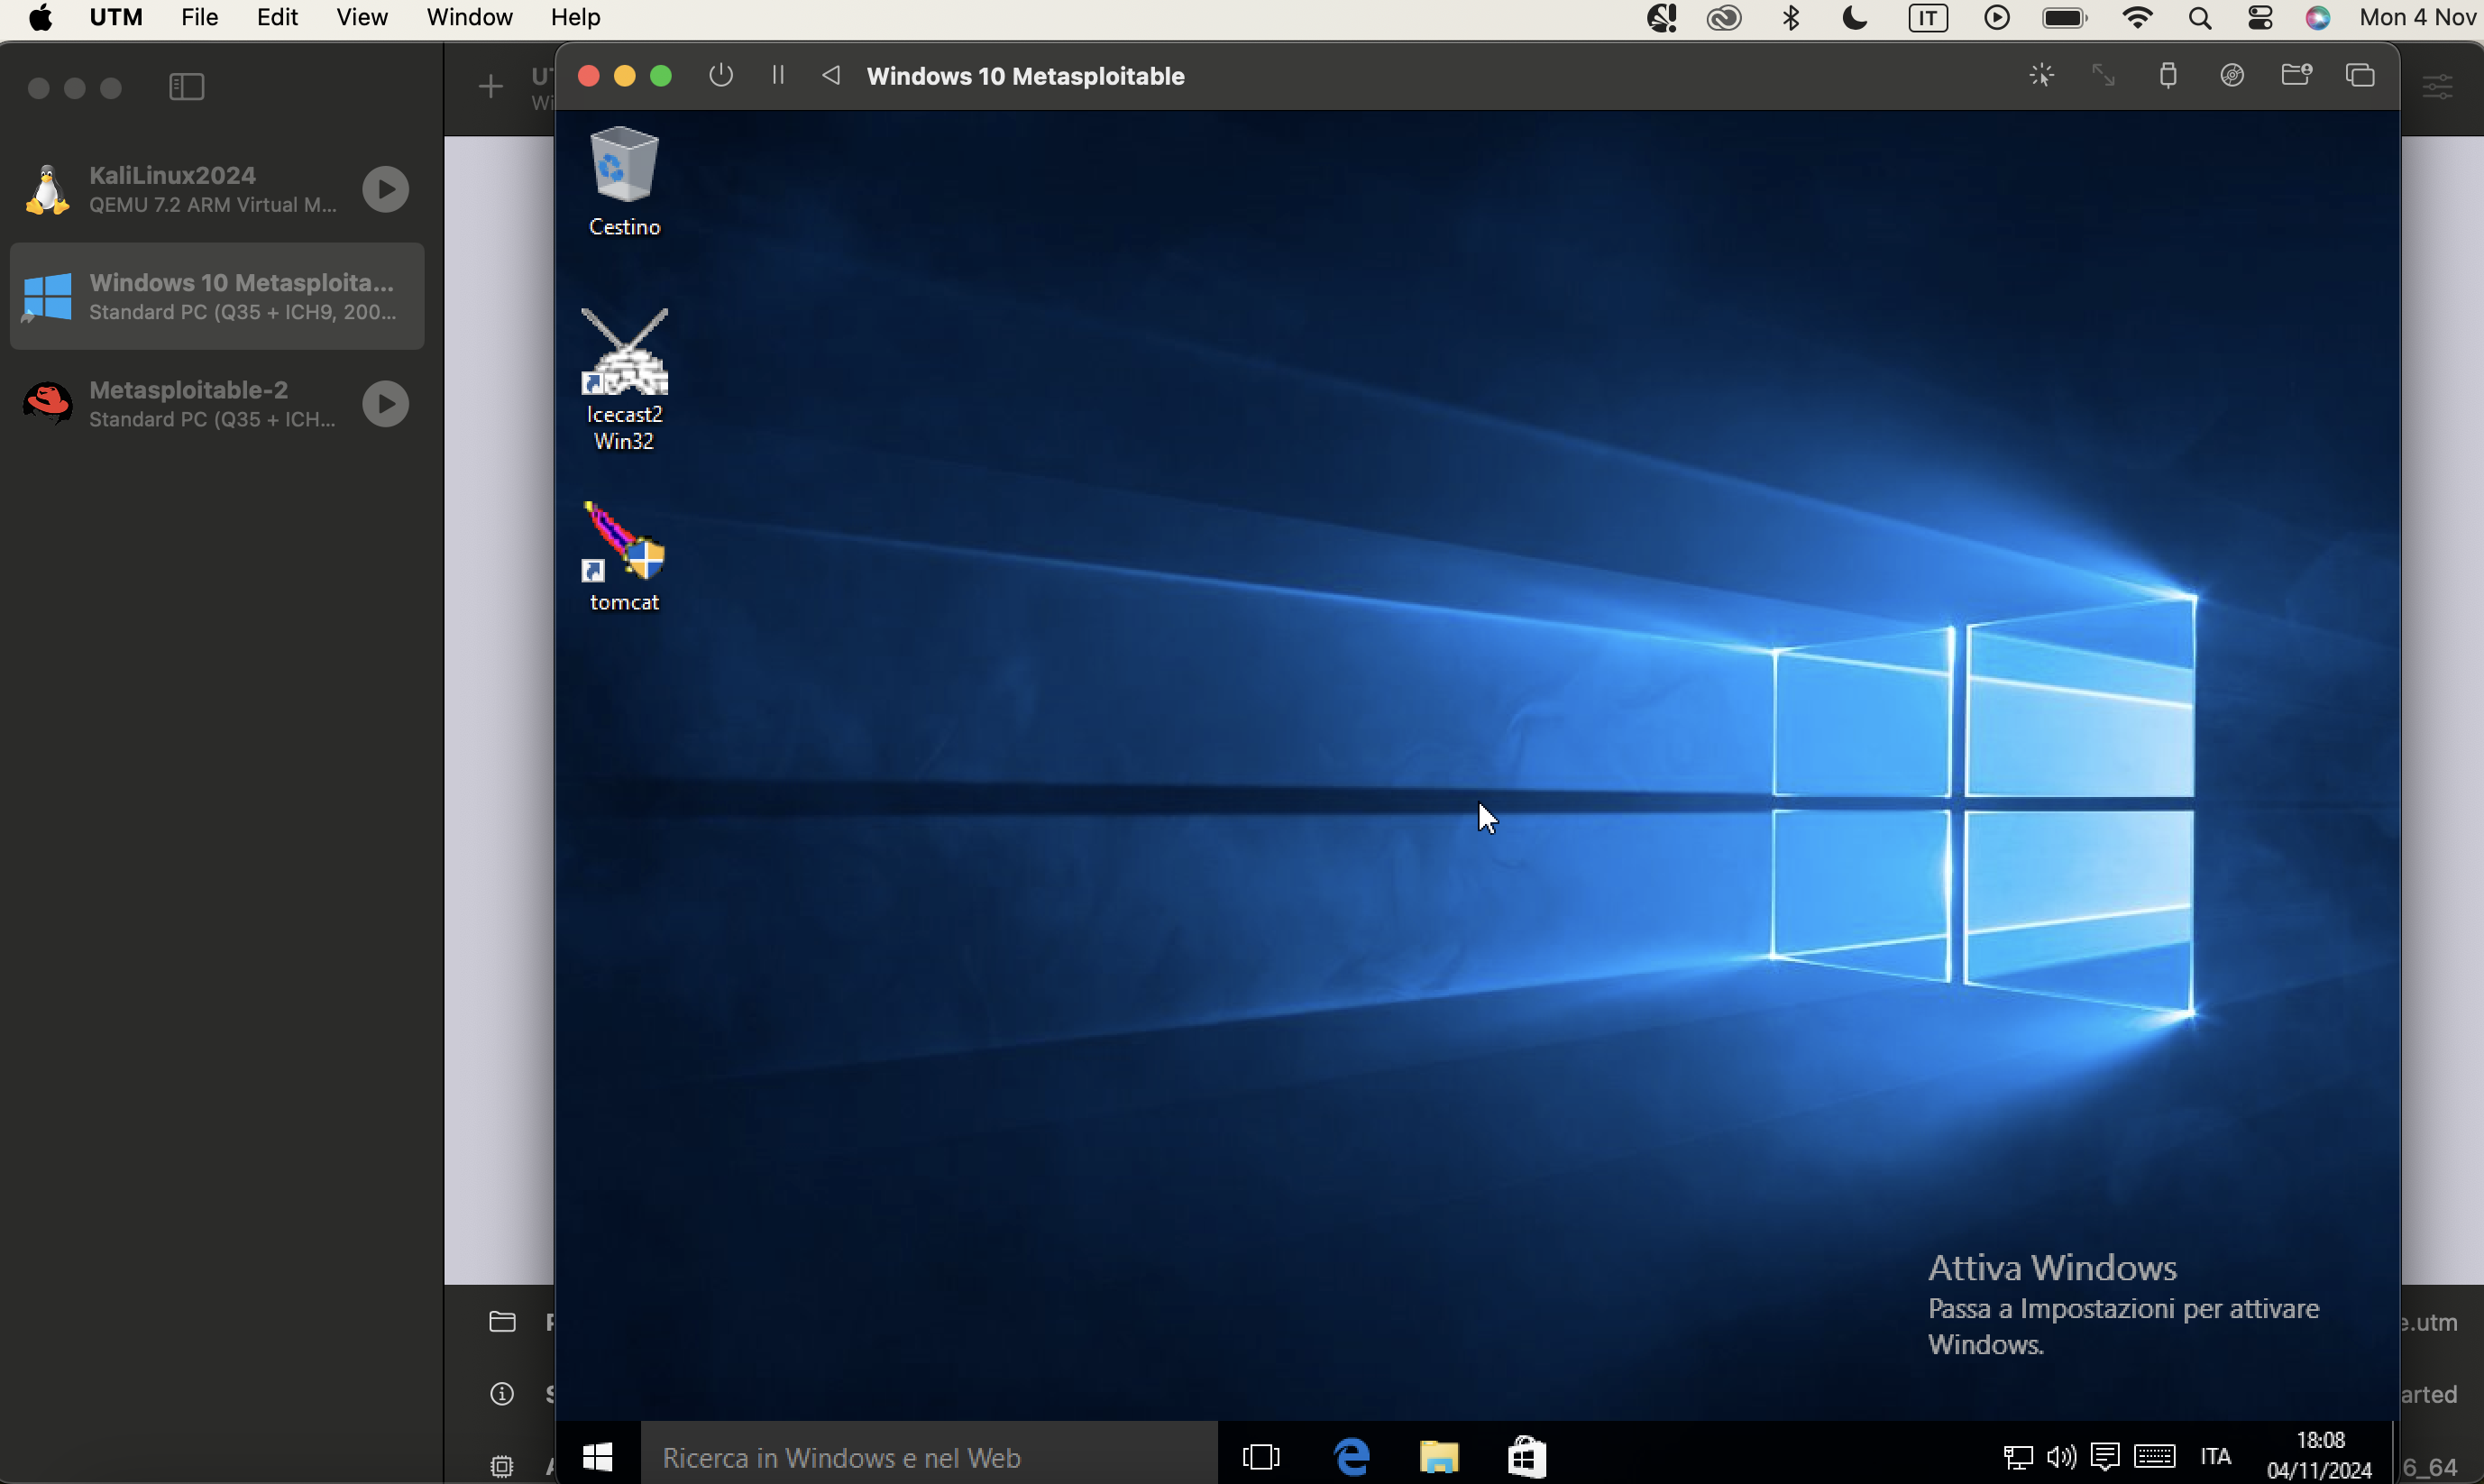 UTM File Edit View Window Help
IT
Mon 4 Nov
Windows 10 Metasploitable
KaliLinux2024
QEMU 7.2 ARM Virtual M...
Windows 10 Metasploita...
Standard PC (Q35 + ICH9, 200...
Metasploitable-2
Standard PC (Q35 + ICH...
Cestino
Icecast2
Win32
tomcat
Attiva Windows
Passa a Impostazioni per attivare
Windows.
e.utm
arted
6_64
Ricerca in Windows e nel Web
ITA
18:08
04/11/2024